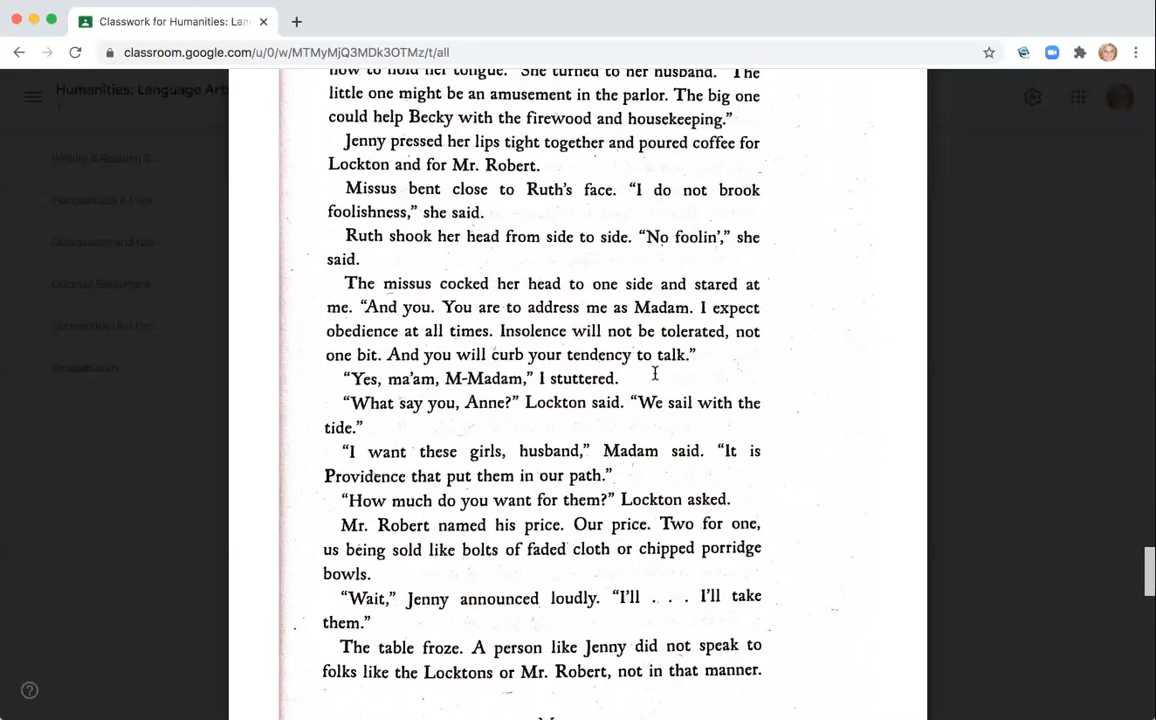 Classwork for Humanities: Lan
classroom.google.com/u/0/w/MTMyMjQ3MDk3OTMz/t/all
Humanities: Language Art
how to hold her tongue." She turned to her husband. "The
little one might be an amusement in the parlor. The big one
could help Becky with the firewood and housekeeping."
Jenny pressed her lips tight together and poured coffee for
Lockton and for Mr. Robert.
Missus bent close to Ruth's face. "I do not brook
foolishness," she said.
Ruth shook her head from side to side. "No foolin'," she
said.
The missus cocked her head to one side and stared at
me. "And you. You are to address me as Madam. I expect
obedience at all times. Insolence will not be tolerated, not
one bit. And you will curb your tendency to talk."
"Yes, ma'am, M-Madam," I stuttered.
"What say you, Anne?" Lockton said. "We sail with the
tide."
"I want these girls, husband," Madam said. "It is
Providence that put them in our path."
"How much do you want for them?" Lockton asked.
Mr. Robert named his price. Our price. Two for one,
us being sold like bolts of faded cloth or chipped porridge
bowls.
"Wait," Jenny announced loudly. "I'll . . . I'll take
them."
The table froze. A person like Jenny did not speak to
folks like the Locktons or Mr. Robert, not in that manner.